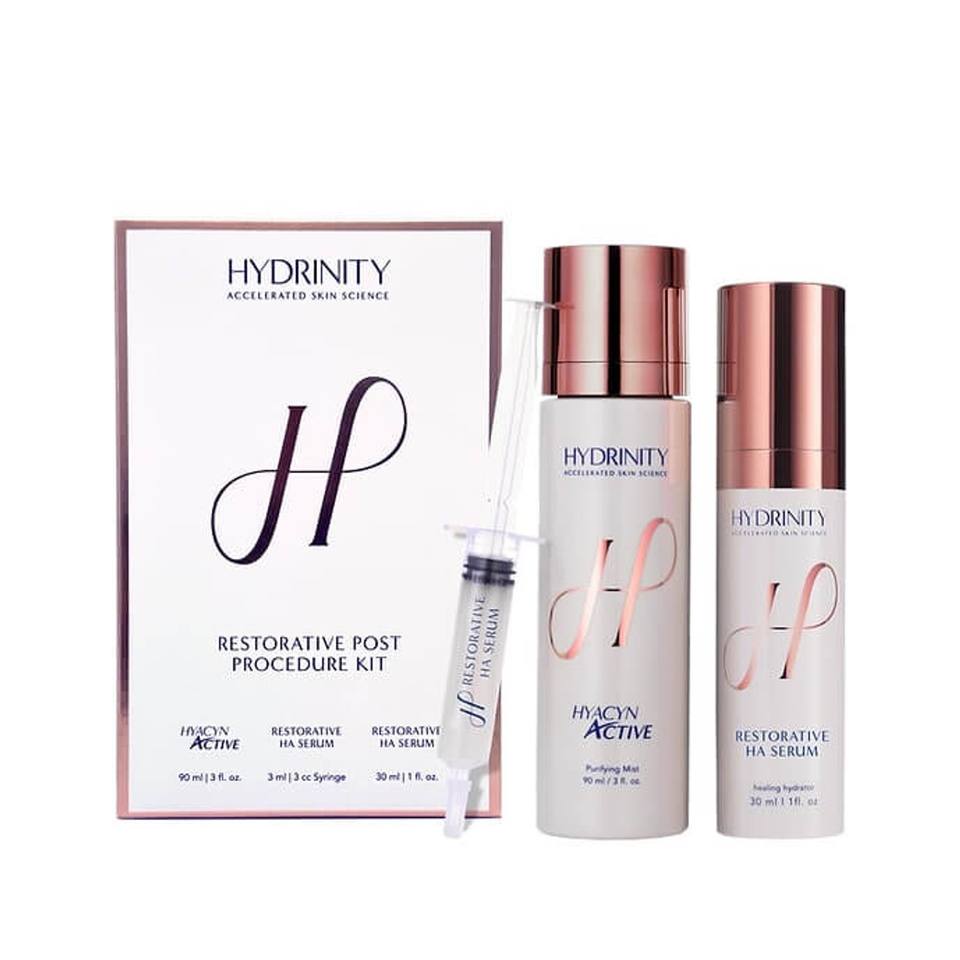 HYDRINITY
ACCELERATED SKIN SCIENCE
H
RESTORATIVE POST
PROCEDURE KIT
HYACYN
ACTIVE
90 ml | 3 fl. oz.
RESTORATIVE
HA SERUM
3 ml | 3 cc Syringe
RESTORATIVE
HA SERUM
30 ml | 1 fl. oz.
H RESTORATIVE
HA SERUM
HYDRINITY
ACCELERATED SKIN SCIENCE
H
HYACYN
ACTIVE
Purifying Mist
90 ml / 3 fl. oz.
HYDRINITY
ACCELERATED SKIN SCIENCE
H
RESTORATIVE
HA SERUM
healing hydrator
30 ml | 1fl. oz